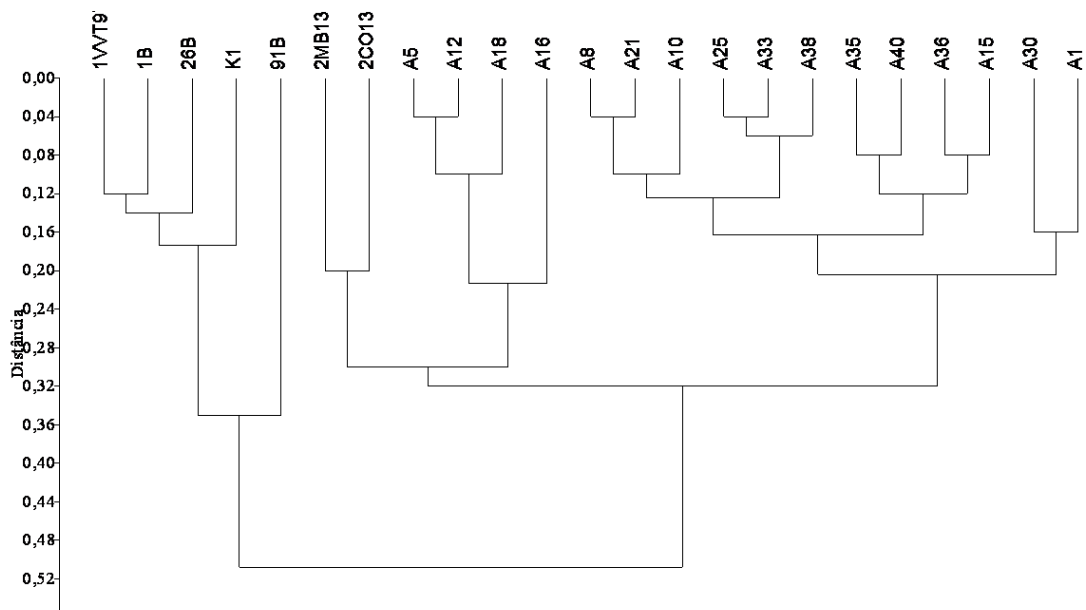 1VVT9'
1B
26B
K1
91B
2MB13
2CO13
A5
A12
A18
A16
A8
A21
A10
A25
A33
A38
A35
A40
A36
A15
A30
A1
0,00
0,04
0,08
0,12
0,16
0,20
0,24
0,28
0,32
0,36
0,40
0,44
0,48
0,52
Distância